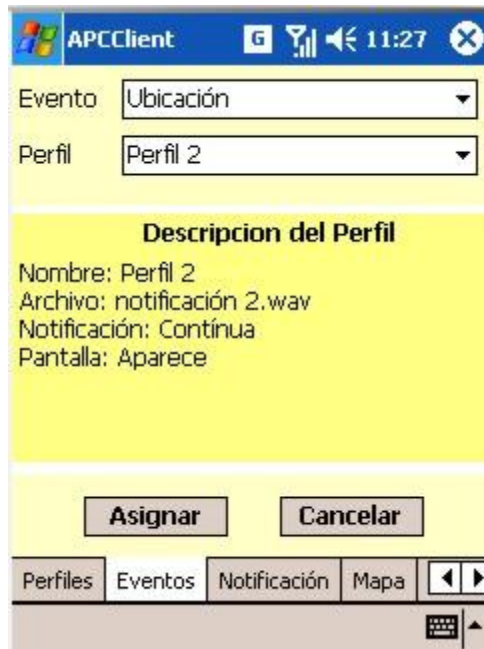 APCClient G 11:27
Evento Ubicación
Perfil Perfil 2
Descripcion del Perfil
Nombre: Perfil 2
Archivo: notificación 2.wav
Notificación: Contínua
Pantalla: Aparece
Asignar Cancelar
Perfiles Eventos Notificación Mapa